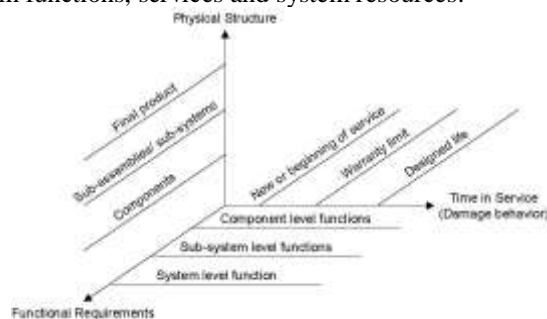 m functions, services and system resources.
Physical Structure
Final product
Sub-assemblies/ sub-systems
Components
New or beginning of service
Warranty limit
Designed life
Time in Service
(Damage behavior)
Component level functions
Sub-system level functions
System level function
Functional Requirements